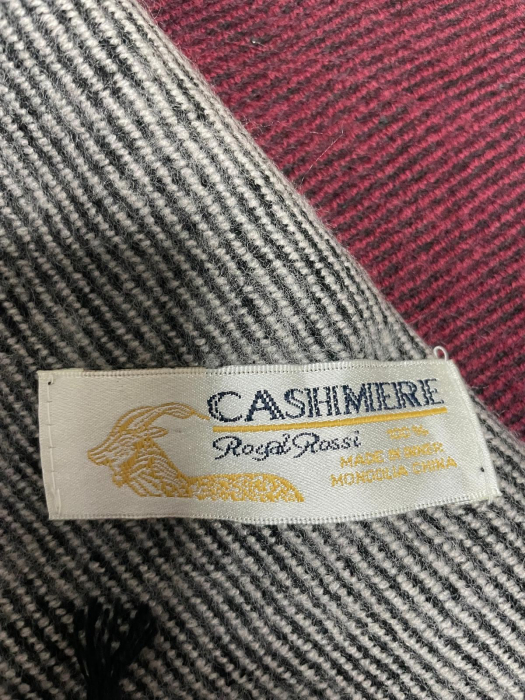 CASHMERE
Royal Rossi
100%
MADE IN INNER
MONGOLIA CHINA